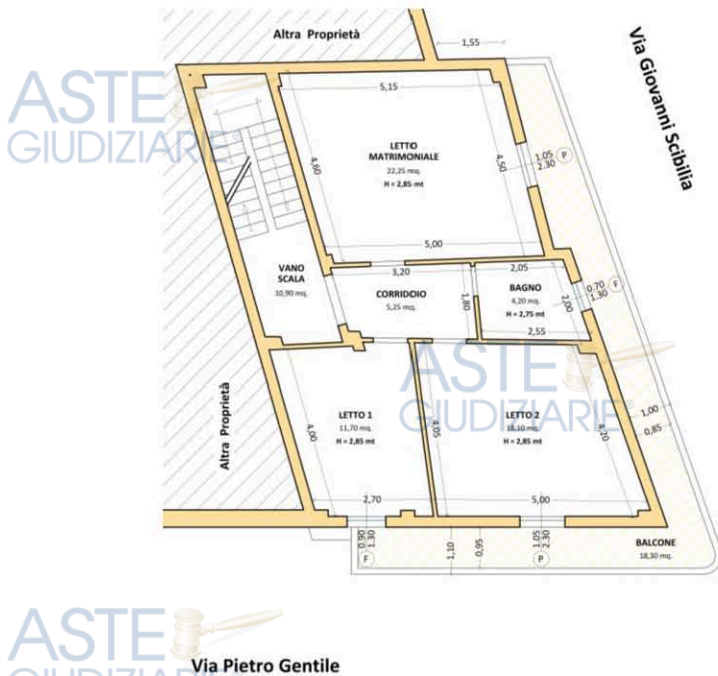 Altra Proprietà
1,55
Via Giovanni Scibilia
ASTE
GIUDIZIARIE®
5,15
LETTO
MATRIMONIALE
22,25 mq.
H = 2,85 mt
4,60
4,50
1.05
2.30
P
5,00
3,20
2,05
VANO
SCALA
10,90 mq.
CORRIDOIO
5,25 mq.
1,80
BAGNO
4,20 mq.
H = 2,75 mt
2,00
0.70
1.30
F
2,55
ASTE
GIUDIZIARIE®
Altra Proprietà
LETTO 1
11,70 mq.
H = 2,85 mt
4,00
4,05
LETTO 2
18,10 mq.
H = 2,85 mt
4,20
1,00
0,85
2,70
5,00
0.90
1.30
F
1,10
0,95
1.05
2.30
P
BALCONE
18,30 mq.
ASTE
GIUDIZIARIE
Via Pietro Gentile